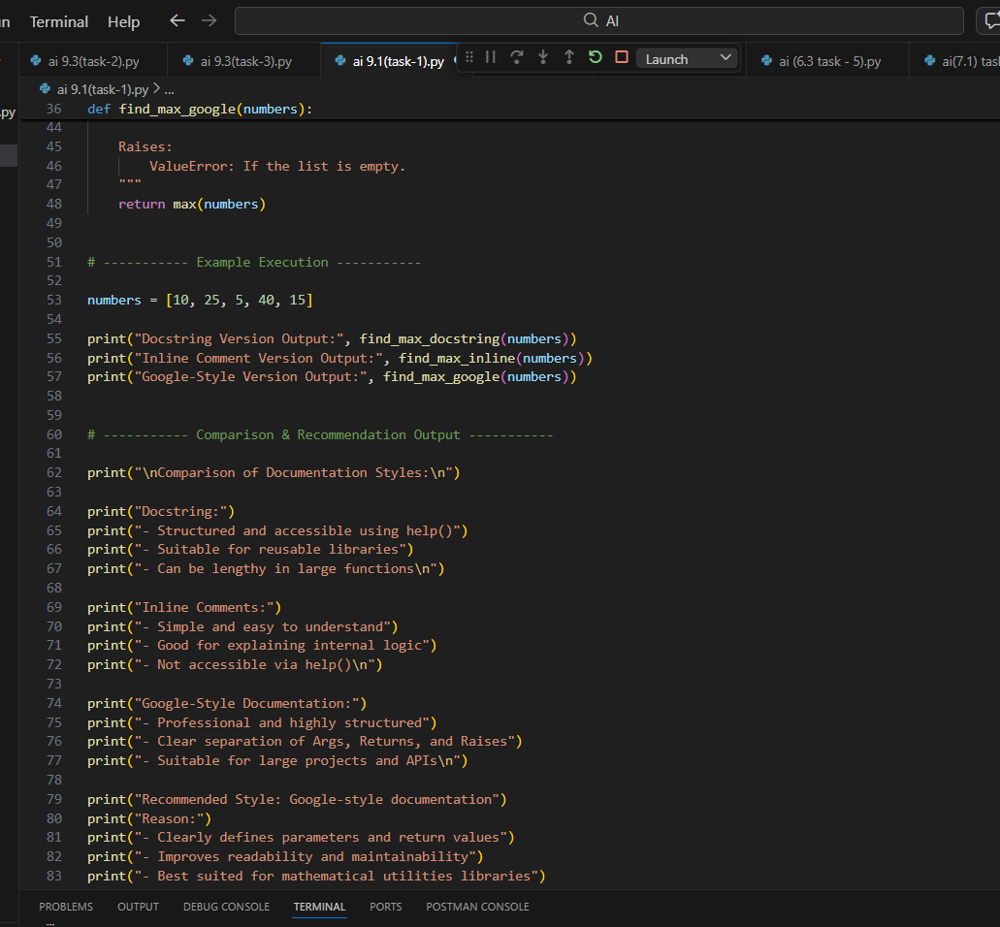 Terminal Help AI
ai 9.3(task-2).py ai 9.3(task-3).py ai 9.1(task-1).py Launch ai (6.3 task - 5).py ai(7.1)
ai 9.1(task-1).py > ...
.py
36 def find_max_google(numbers):
44
45 Raises:
46 ValueError: If the list is empty.
47 """
48 return max(numbers)
49
50
51 # ----------- Example Execution -----------
52
53 numbers = [10, 25, 5, 40, 15]
54
55 print("Docstring Version Output:", find_max_docstring(numbers))
56 print("Inline Comment Version Output:", find_max_inline(numbers))
57 print("Google-Style Version Output:", find_max_google(numbers))
58
59
60 # ----------- Comparison & Recommendation Output -----------
61
62 print("\nComparison of Documentation Styles:\n")
63
64 print("Docstring:")
65 print("- Structured and accessible using help()")
66 print("- Suitable for reusable libraries")
67 print("- Can be lengthy in large functions\n")
68
69 print("Inline Comments:")
70 print("- Simple and easy to understand")
71 print("- Good for explaining internal logic")
72 print("- Not accessible via help()\n")
73
74 print("Google-Style Documentation:")
75 print("- Professional and highly structured")
76 print("- Clear separation of Args, Returns, and Raises")
77 print("- Suitable for large projects and APIs\n")
78
79 print("Recommended Style: Google-style documentation")
80 print("Reason:")
81 print("- Clearly defines parameters and return values")
82 print("- Improves readability and maintainability")
83 print("- Best suited for mathematical utilities libraries")
PROBLEMS OUTPUT DEBUG CONSOLE TERMINAL PORTS POSTMAN CONSOLE